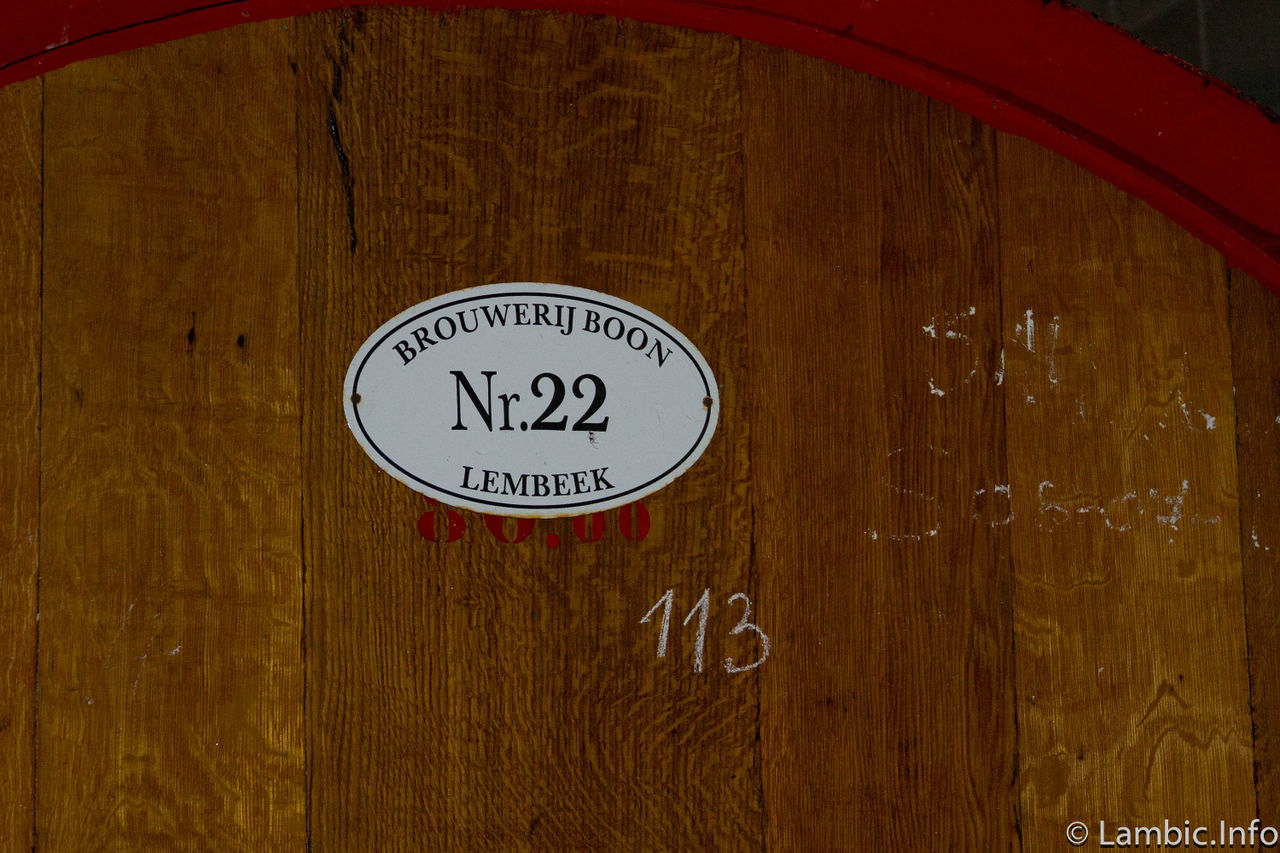 BROUWERIJ BOON
Nr.22
LEMBEEK
113
© Lambic.Info